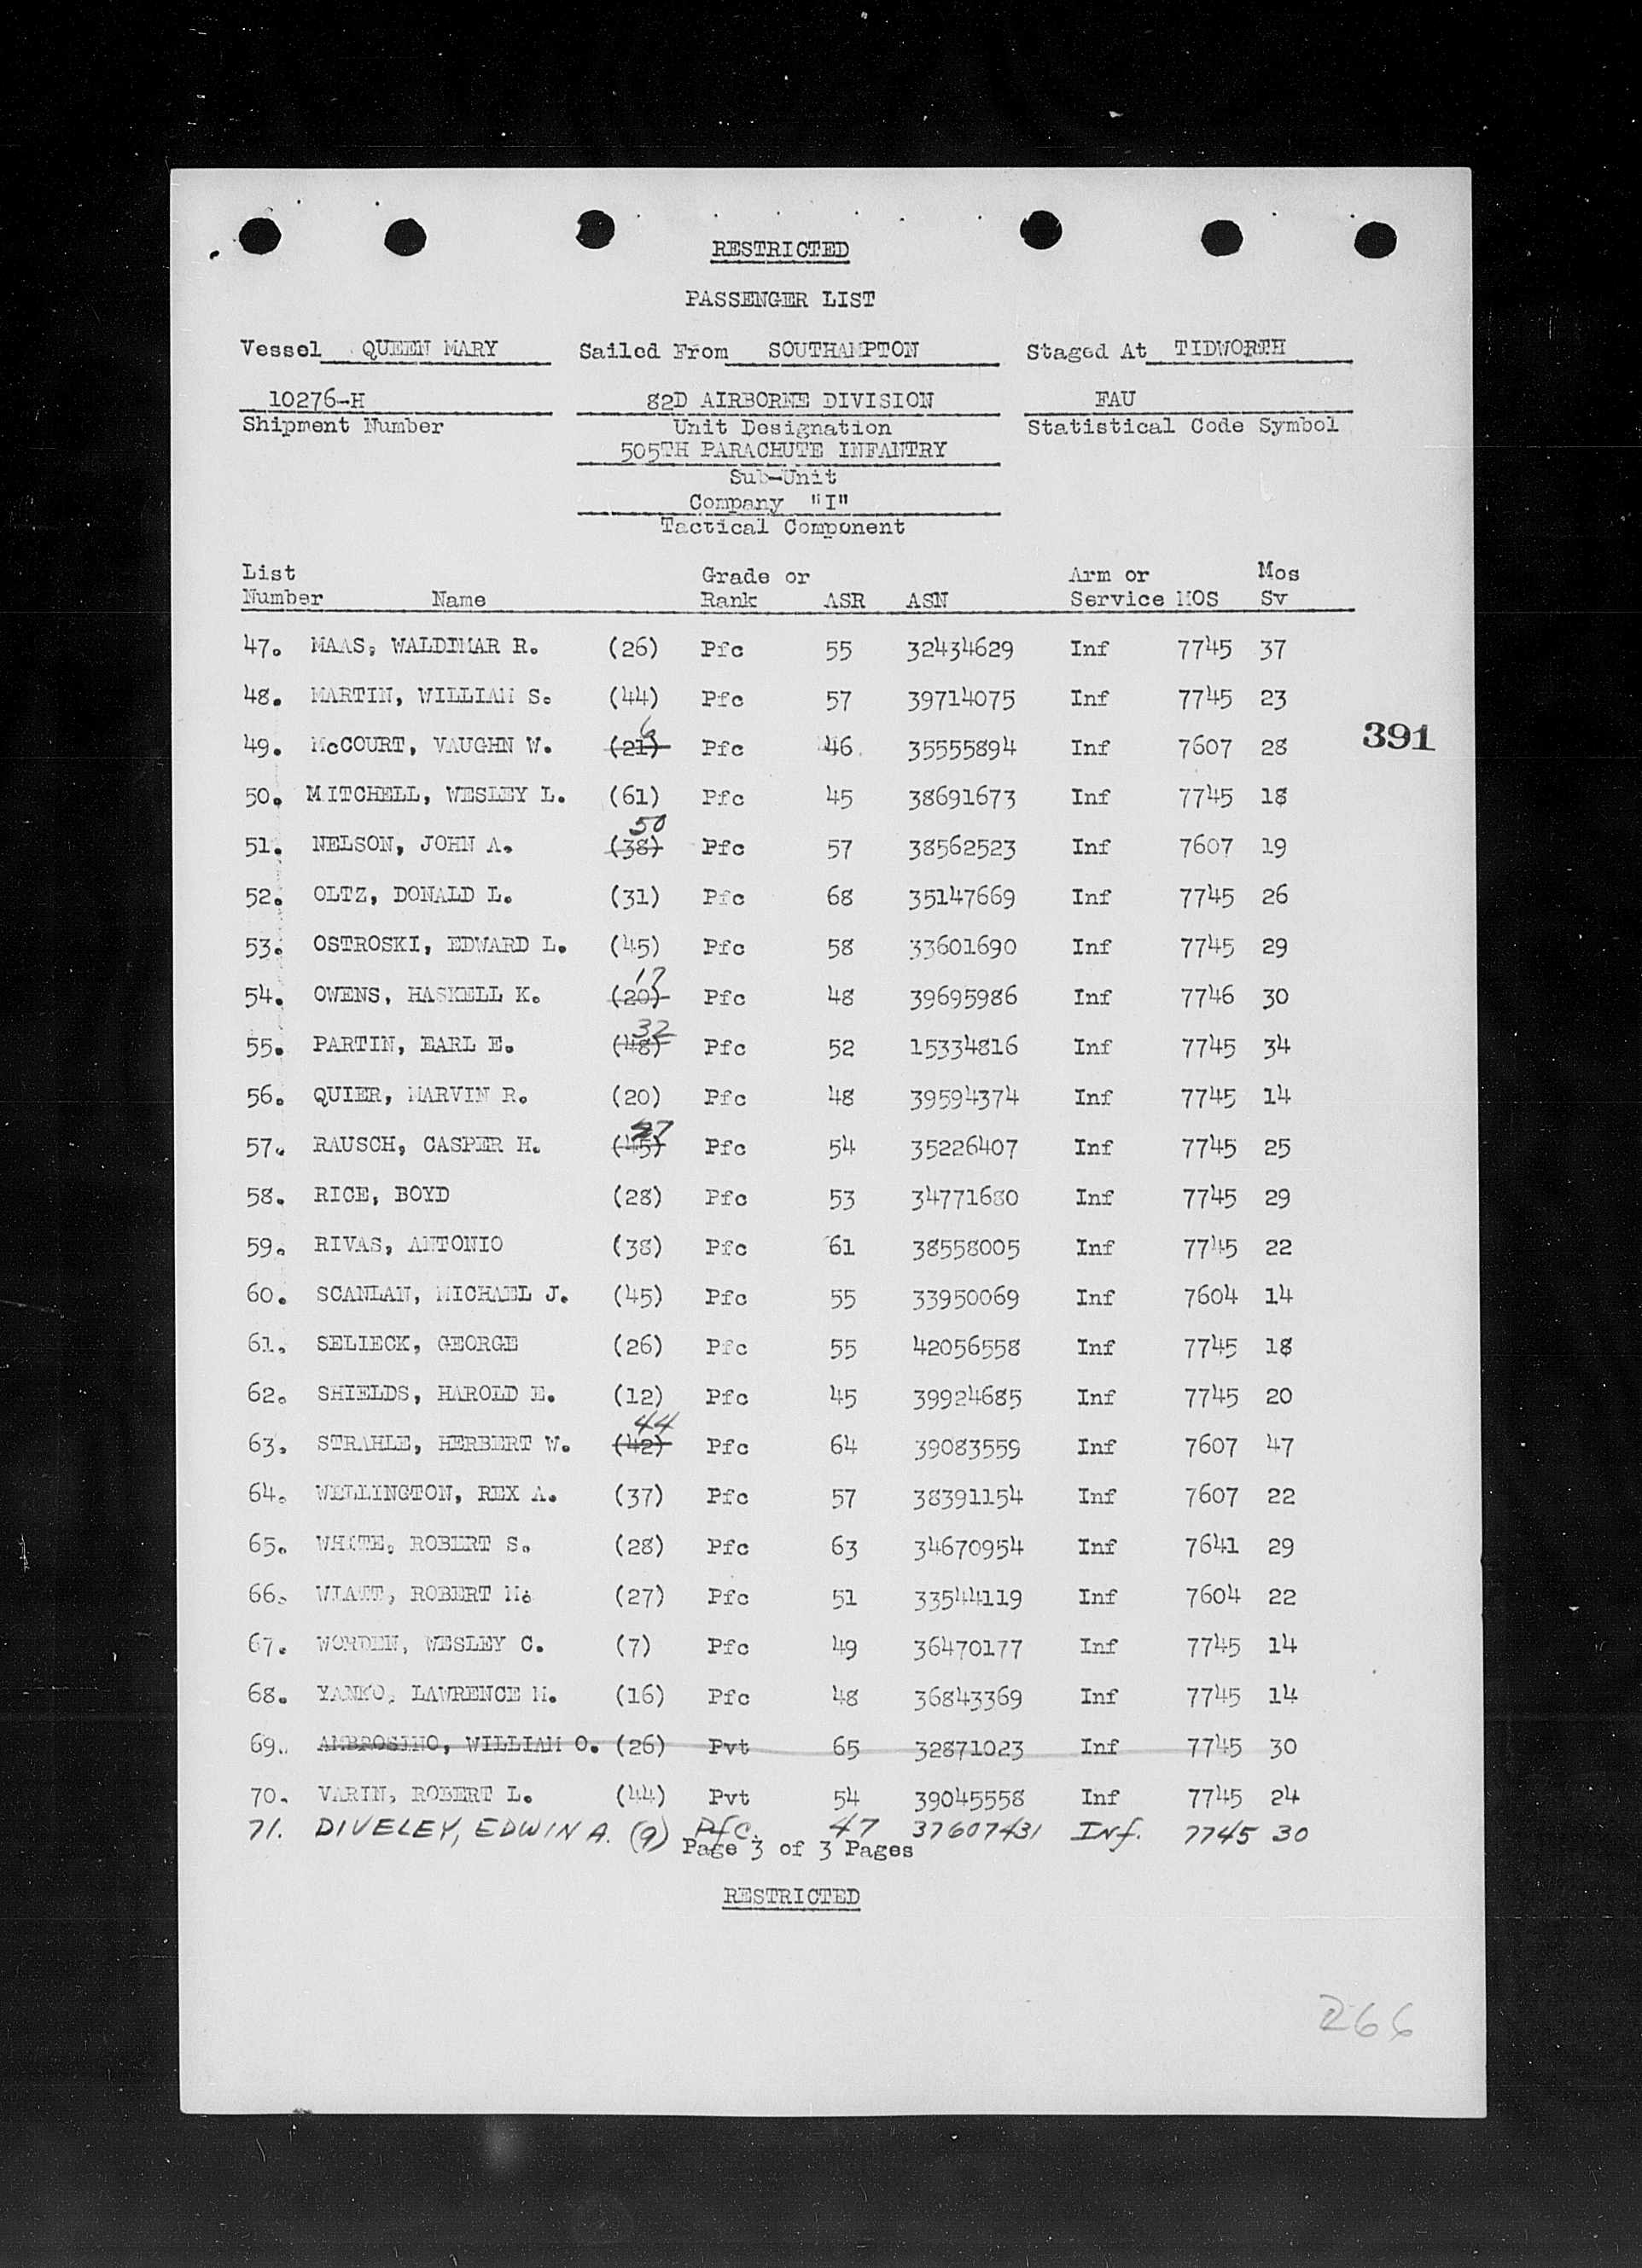 RESTRICTED
PASSENGER LIST
Vessel QUEEN MARY Sailed From SOUTHAMPTON Staged At TIDWORTH
10276-H 82D AIRBORNE DIVISION FAU
Shipment Number Unit Designation Statistical Code Symbol
505TH PARACHUTE INFANTRY
Sub-Unit
Company "I"
Tactical Component
List Grade or Arm or Mos
Number Name Rank ASR ASN Service MOS Sv
47. MAAS, WALDIMAR R. (26) Pfc 55 32434629 Inf 7745 37
48. MARTIN, WILLIAM S. (44) Pfc 57 39714075 Inf 7745 23
6
49. McCOURT, VAUGHN W. (21) Pfc 46 35555894 Inf 7607 28
391
50. MITCHELL, WESLEY L. (61) Pfc 45 38691673 Inf 7745 18
50
51. NELSON, JOHN A. (38) Pfc 57 38562523 Inf 7607 19
52. OLTZ, DONALD L. (31) Pfc 68 35147669 Inf 7745 26
53. OSTROSKI, EDWARD L. (45) Pfc 58 33601690 Inf 7745 29
54. OWENS, HASKELL K. (20) Pfc 48 39695986 Inf 7746 30
32
55. PARTIN, EARL E. (48) Pfc 52 15334816 Inf 7745 34
56. QUIER, MARVIN R. (20) Pfc 48 39594374 Inf 7745 14
57. RAUSCH, CASPER H. (45) Pfc 54 35226407 Inf 7745 25
58. RICE, BOYD (28) Pfc 53 34771680 Inf 7745 29
59. RIVAS, ANTONIO (38) Pfc 61 38558005 Inf 7745 22
60. SCANLAN, MICHAEL J. (45) Pfc 55 33950069 Inf 7604 14
61. SELIECK, GEORGE (26) Pfc 55 42056558 Inf 7745 18
62. SHIELDS, HAROLD E. (12) Pfc 45 39924685 Inf 7745 20
44
63. STRAHLE, HERBERT W. (42) Pfc 64 39083559 Inf 7607 47
64. WELLINGTON, REX A. (37) Pfc 57 38391154 Inf 7607 22
65. WHITE, ROBERT S. (28) Pfc 63 34670954 Inf 7641 29
66. WIATT, ROBERT M. (27) Pfc 51 33544119 Inf 7604 22
67. WORDEN, WESLEY C. (7) Pfc 49 36470177 Inf 7745 14
68. YANKO, LAWRENCE M. (16) Pfc 48 36843369 Inf 7745 14
69. AMBROSINO, WILLIAM O. (26) Pvt 65 32871023 Inf 7745 30
70. VARIN, ROBERT L. (44) Pvt 54 39045558 Inf 7745 24
71. DIVELEY, EDWIN A. (9) Pfc. 47 37607431 Inf. 7745 30
Page 3 of 3 Pages
RESTRICTED
266